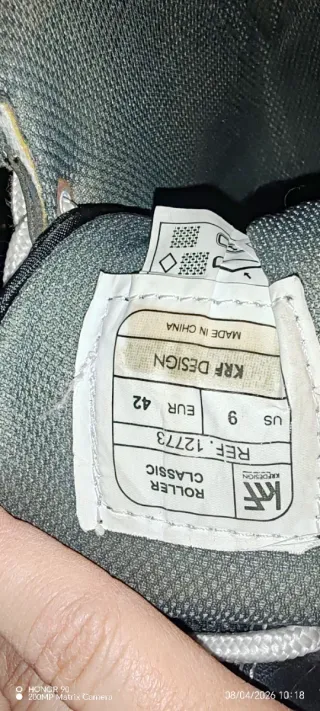 krf
KRFDESIGN
ROLLER
CLASSIC
REF. 12773
US 9 EUR 42
KRF DESIGN
MADE IN CHINA
HONOR 90
200MP Matrix Camera
08/04/2026 10:18